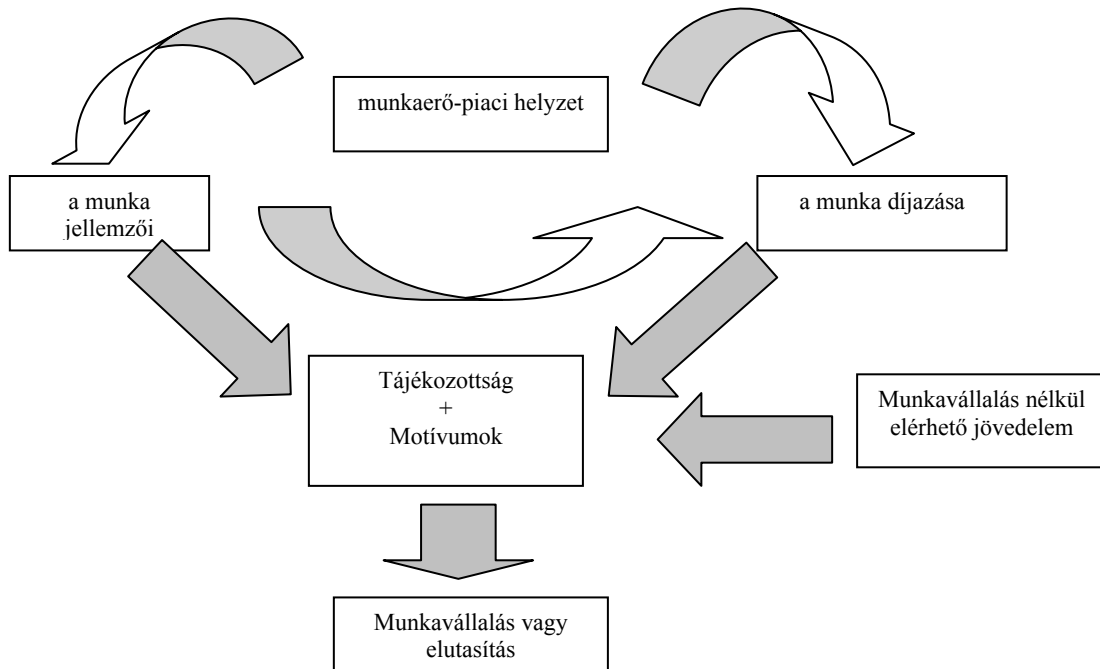 munkaerő-piaci helyzet
a munka
jellemzői
a munka díjazása
Tájékozottság
+
Motívumok
Munkavállalás nélkül
elérhető jövedelem
Munkavállalás vagy
elutasítás